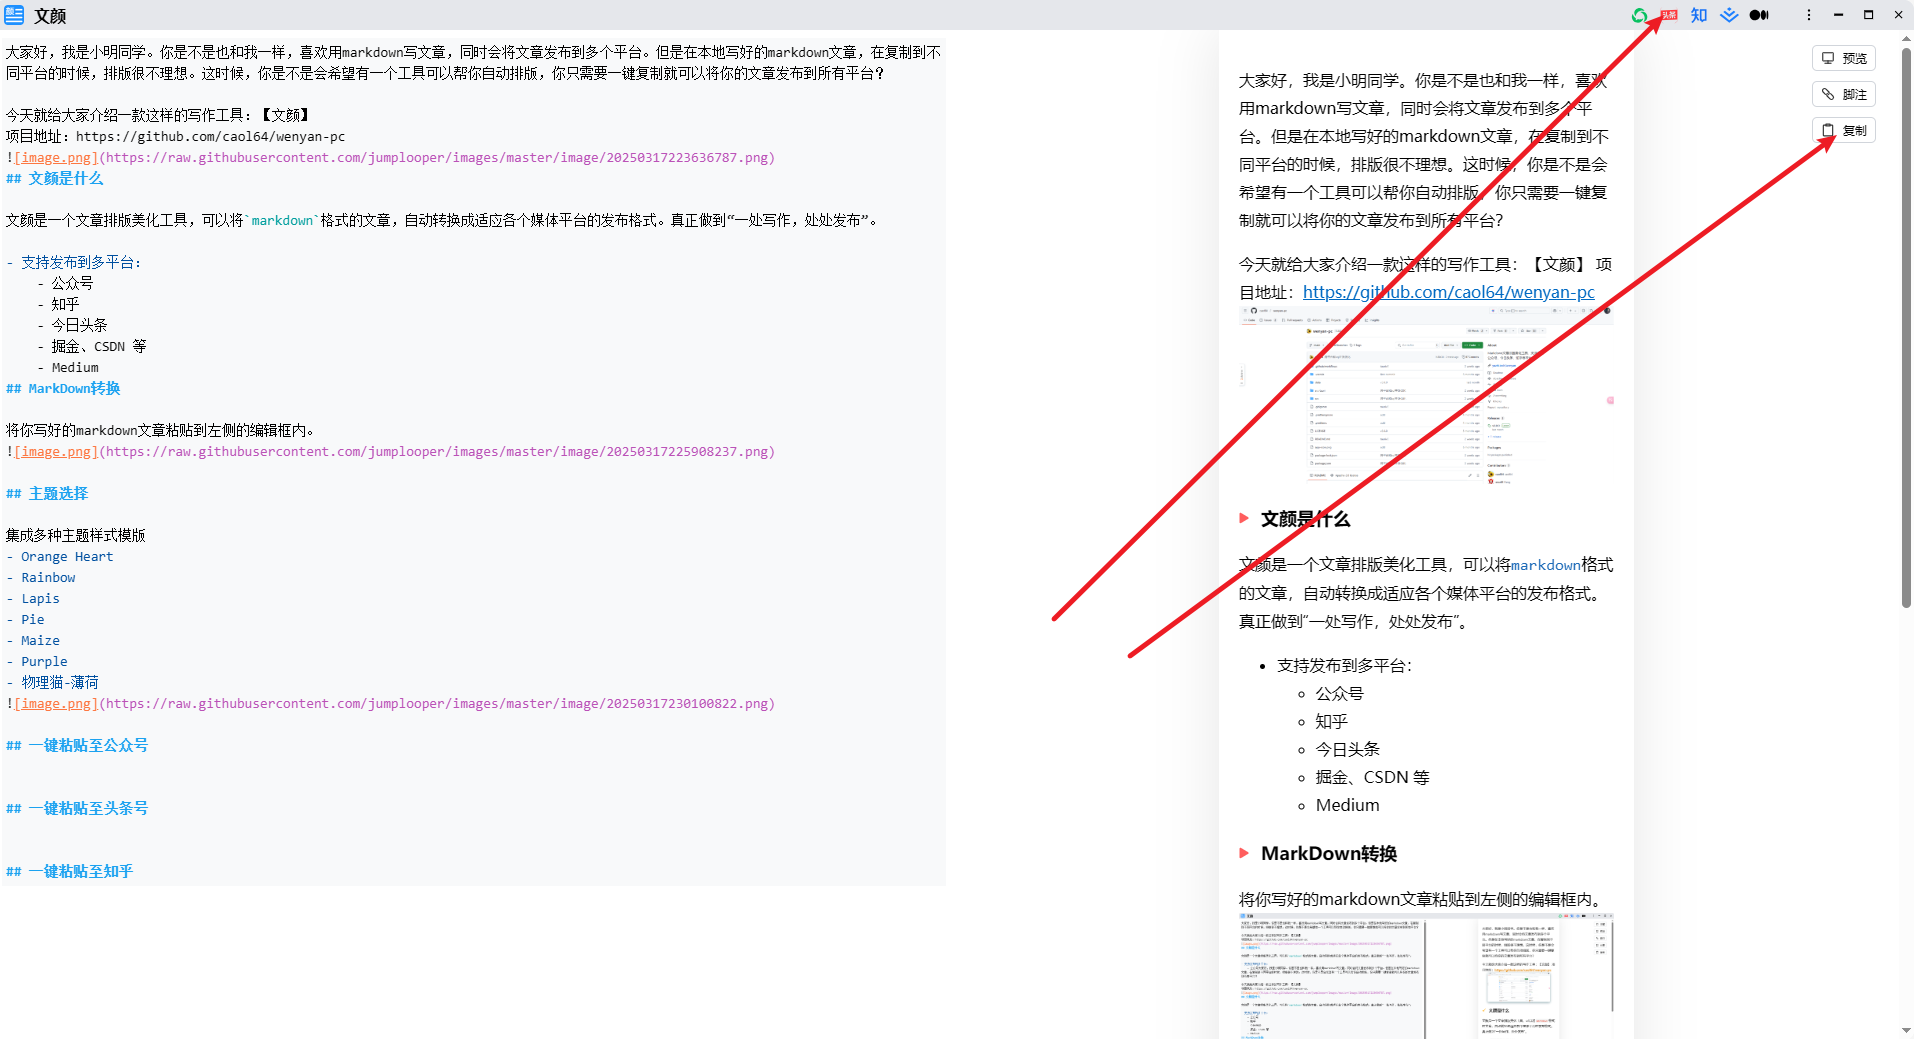 文颜
头条
知
大家好，我是小明同学。你是不是也和我一样，喜欢用markdown写文章，同时会将文章发布到多个平台。但是在本地写好的markdown文章，在复制到不
同平台的时候，排版很不理想。这时候，你是不是会希望有一个工具可以帮你自动排版，你只需要一键复制就可以将你的文章发布到所有平台？
今天就给大家介绍一款这样的写作工具：【文颜】
项目地址：https://github.com/caol64/wenyan-pc
![image.png](https://raw.githubusercontent.com/jumplooper/images/master/image/20250317223636787.png)
## 文颜是什么
文颜是一个文章排版美化工具，可以将`markdown`格式的文章，自动转换成适应各个媒体平台的发布格式。真正做到“一处写作，处处发布”。
- 支持发布到多平台：
- 公众号
- 知乎
- 今日头条
- 掘金、CSDN 等
- Medium
## MarkDown转换
将你写好的markdown文章粘贴到左侧的编辑框内。
![image.png](https://raw.githubusercontent.com/jumplooper/images/master/image/20250317225908237.png)
## 主题选择
集成多种主题样式模版
- Orange Heart
- Rainbow
- Lapis
- Pie
- Maize
- Purple
- 物理猫-薄荷
![image.png](https://raw.githubusercontent.com/jumplooper/images/master/image/20250317230100822.png)
## 一键粘贴至公众号
## 一键粘贴至头条号
## 一键粘贴至知乎
大家好，我是小明同学。你是不是也和我一样，喜欢
用markdown写文章，同时会将文章发布到多个平
台。但是在本地写好的markdown文章，在复制到不
同平台的时候，排版很不理想。这时候，你是不是会
希望有一个工具可以帮你自动排版，你只需要一键复
制就可以将你的文章发布到所有平台？
今天就给大家介绍一款这样的写作工具：【文颜】 项
目地址：https://github.com/caol64/wenyan-pc
文颜是什么
文颜是一个文章排版美化工具，可以将markdown格式
的文章，自动转换成适应各个媒体平台的发布格式。
真正做到“一处写作，处处发布”。
支持发布到多平台：
公众号
知乎
今日头条
掘金、CSDN 等
Medium
MarkDown转换
将你写好的markdown文章粘贴到左侧的编辑框内。
预览
脚注
复制